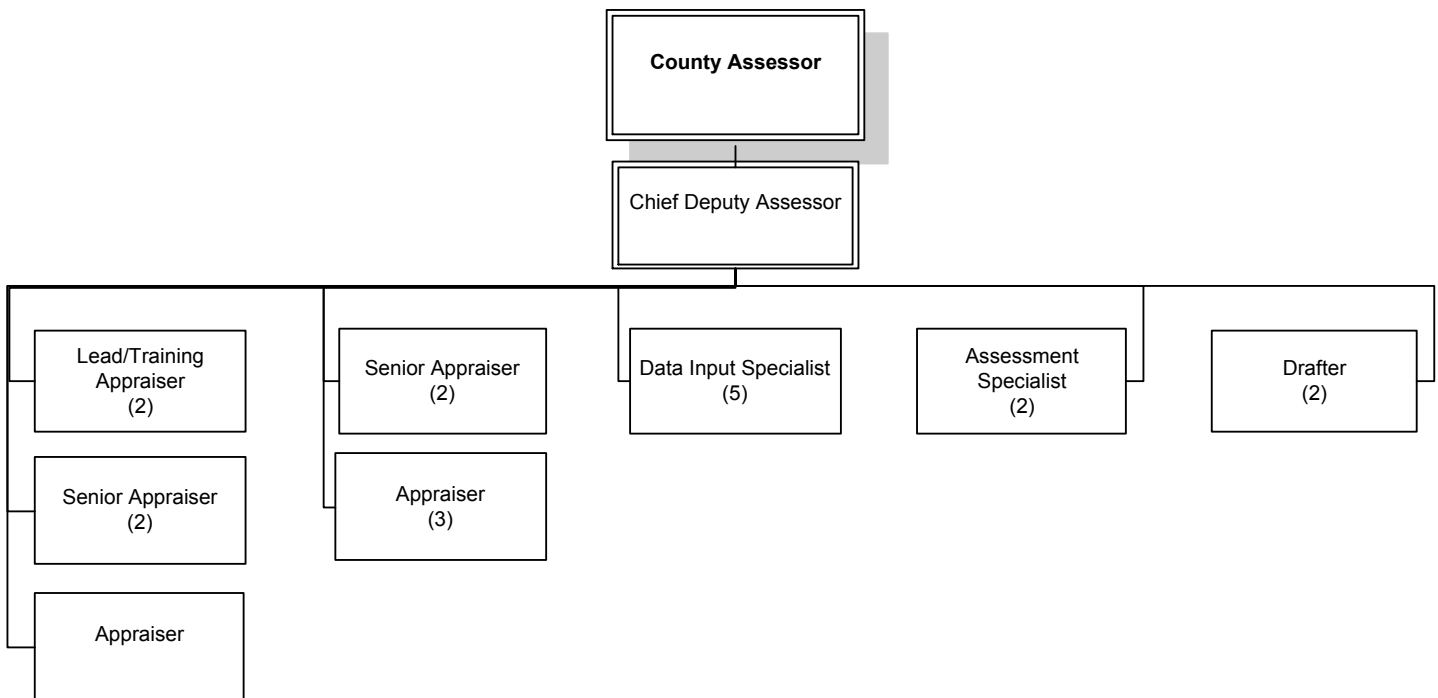 County Assessor
Chief Deputy Assessor
Lead/Training
Appraiser
(2)
Senior Appraiser
(2)
Data Input Specialist
(5)
Assessment
Specialist
(2)
Drafter
(2)
Senior Appraiser
(2)
Appraiser
(3)
Appraiser